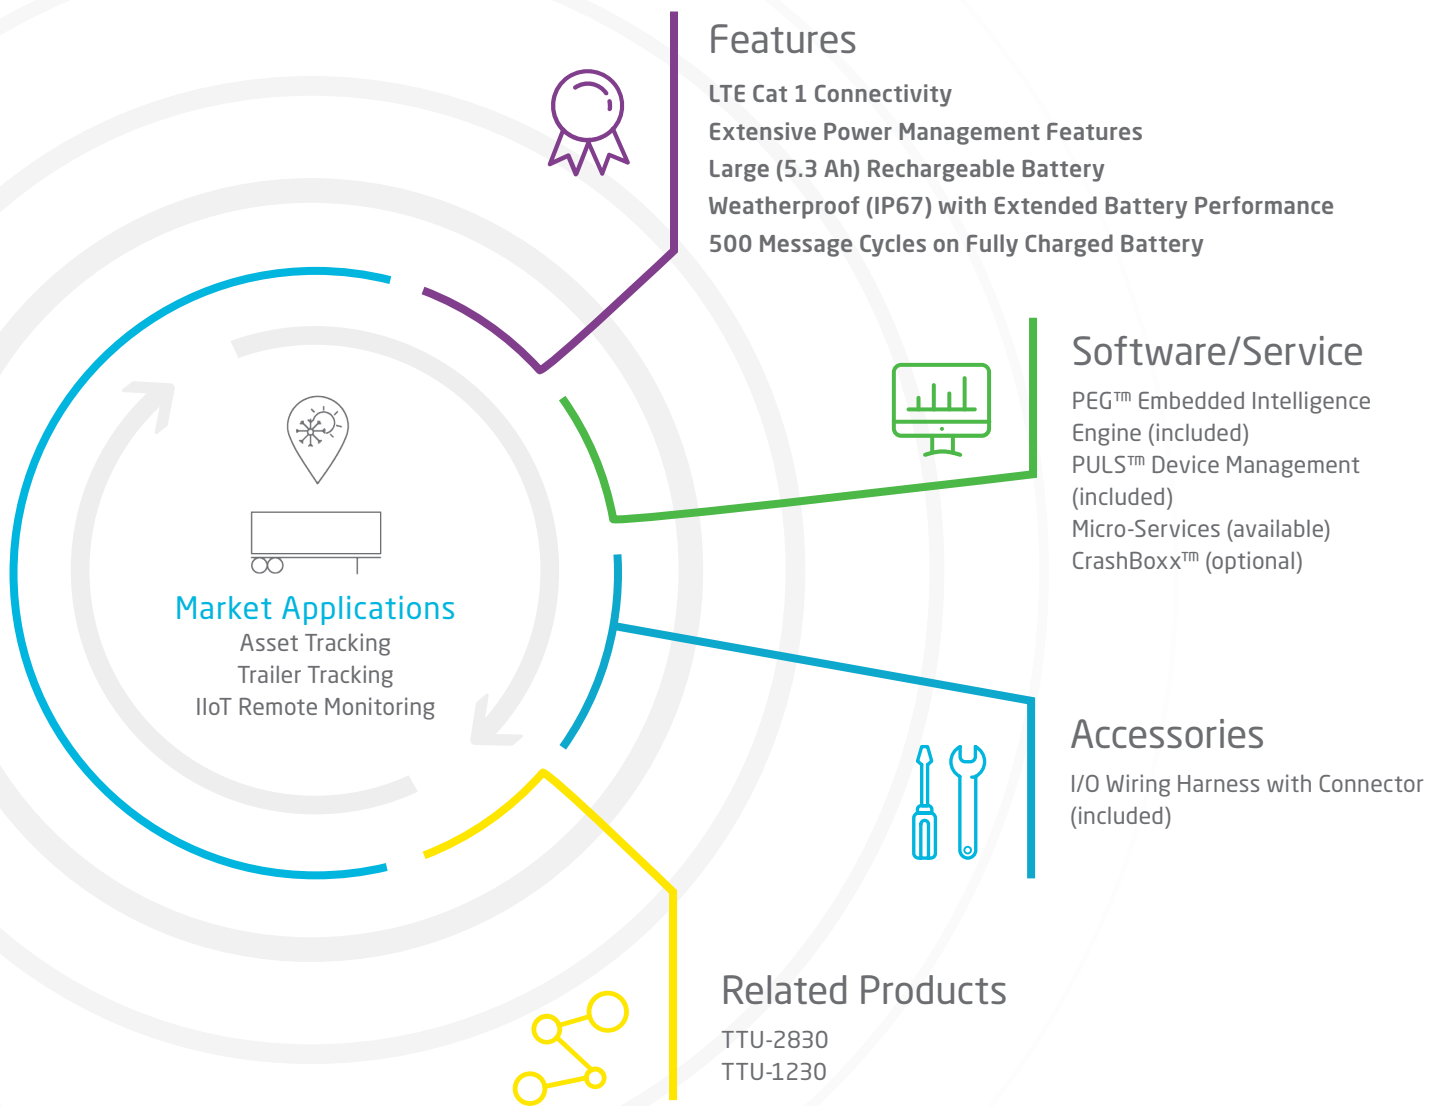 Features
LTE Cat 1 Connectivity
Extensive Power Management Features
Large (5.3 Ah) Rechargeable Battery
Weatherproof (IP67) with Extended Battery Performance
500 Message Cycles on Fully Charged Battery
Software/Service
PEG™ Embedded Intelligence
Engine (included)
PULS™ Device Management
(included)
Micro-Services (available)
CrashBoxx™ (optional)
Market Applications
Asset Tracking
Trailer Tracking
IIoT Remote Monitoring
Accessories
I/O Wiring Harness with Connector
(included)
Related Products
TTU-2830
TTU-1230